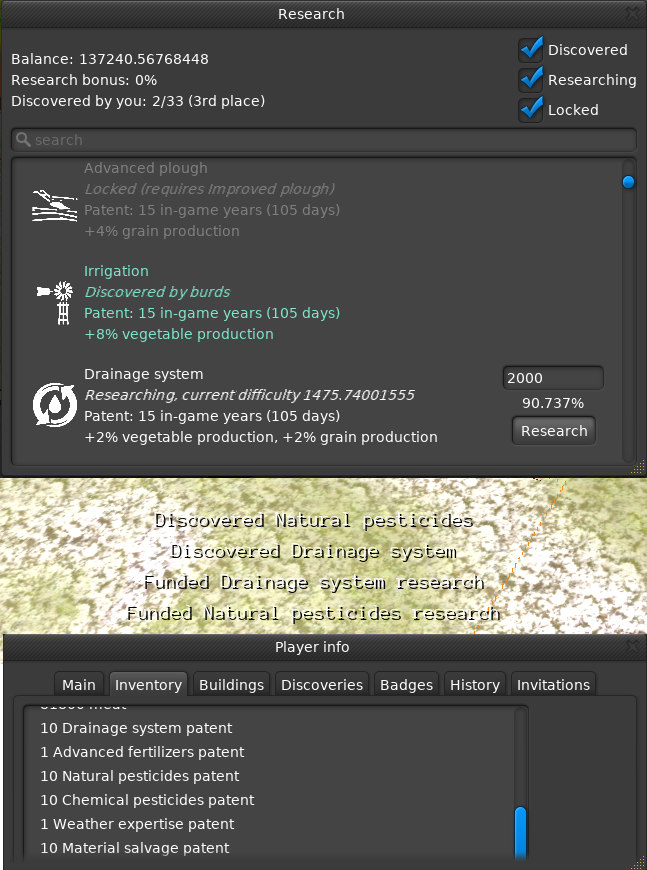 Research
Balance: 137240.56768448
Research bonus: 0%
Discovered by you: 2/33 (3rd place)
Discovered
Researching
Locked
search
Advanced plough
Locked (requires Improved plough)
Patent: 15 in-game years (105 days)
+4% grain production
Irrigation
Discovered by burds
Patent: 15 in-game years (105 days)
+8% vegetable production
Drainage system
Researching, current difficulty 1475.74001555
Patent: 15 in-game years (105 days)
+2% vegetable production, +2% grain production
2000
90.737%
Research
Discovered Natural pesticides
Discovered Drainage system
Funded Drainage system research
Funded Natural pesticides research
Player info
Main Inventory Buildings Discoveries Badges History Invitations
meat
10 Drainage system patent
1 Advanced fertilizers patent
10 Natural pesticides patent
10 Chemical pesticides patent
1 Weather expertise patent
10 Material salvage patent